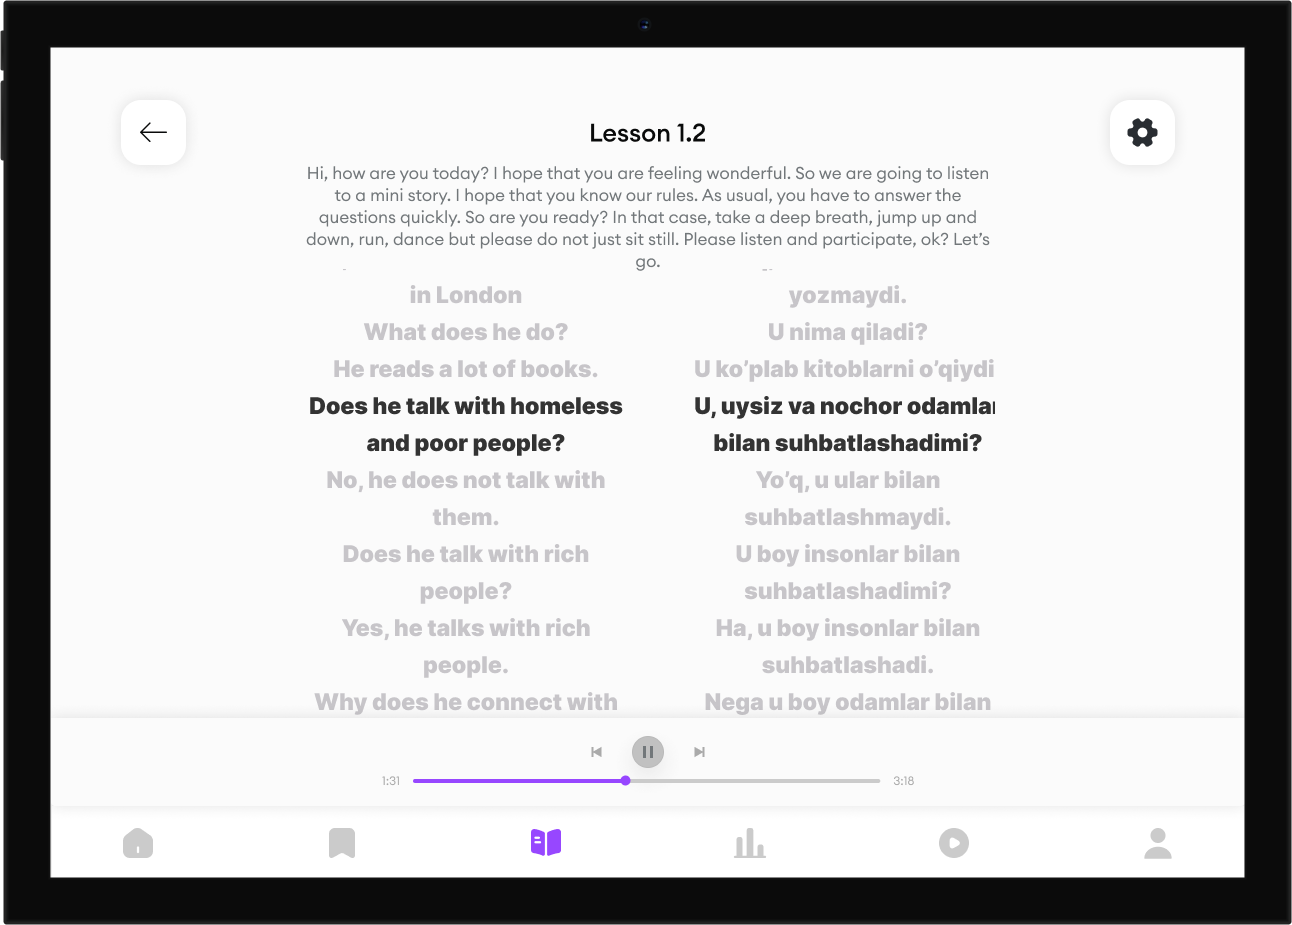 Lesson 1.2
Hi, how are you today? I hope that you are feeling wonderful. So we are going to listen
to a mini story. I hope that you know our rules. As usual, you have to answer the
questions quickly. So are you ready? In that case, take a deep breath, jump up and
down, run, dance but please do not just sit still. Please listen and participate, ok? Let’s
go.
in London
What does he do?
He reads a lot of books.
Does he talk with homeless
and poor people?
No, he does not talk with
them.
Does he talk with rich
people?
Yes, he talks with rich
people.
Why does he connect with
yozmaydi.
U nima qiladi?
U ko’plab kitoblarni o’qiydi
U, uysiz va nochor odamlar
bilan suhbatlashadimi?
Yo’q, u ular bilan
suhbatlashmaydi.
U boy insonlar bilan
suhbatlashadimi?
Ha, u boy insonlar bilan
suhbatlashadi.
Nega u boy odamlar bilan
1:31
3:18